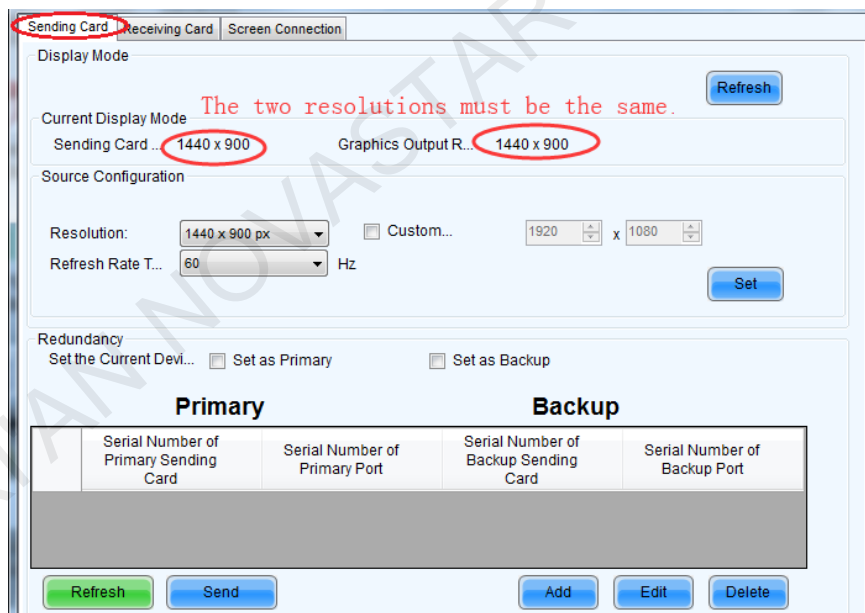 Sending Card Receiving Card Screen Connection
Display Mode
Refresh
The two resolutions must be the same.
Current Display Mode
Sending Card ... 1440 x 900 Graphics Output R... 1440 x 900
Source Configuration
Resolution: 1440 x 900 px Custom... 1920 x 1080
Refresh Rate T... 60 Hz
Set
Redundancy
Set the Current Devi... Set as Primary Set as Backup
Primary Backup
Serial Number of Primary Sending Card Serial Number of Primary Port Serial Number of Backup Sending Card Serial Number of Backup Port
Refresh Send Add Edit Delete
AN NOVASTAR